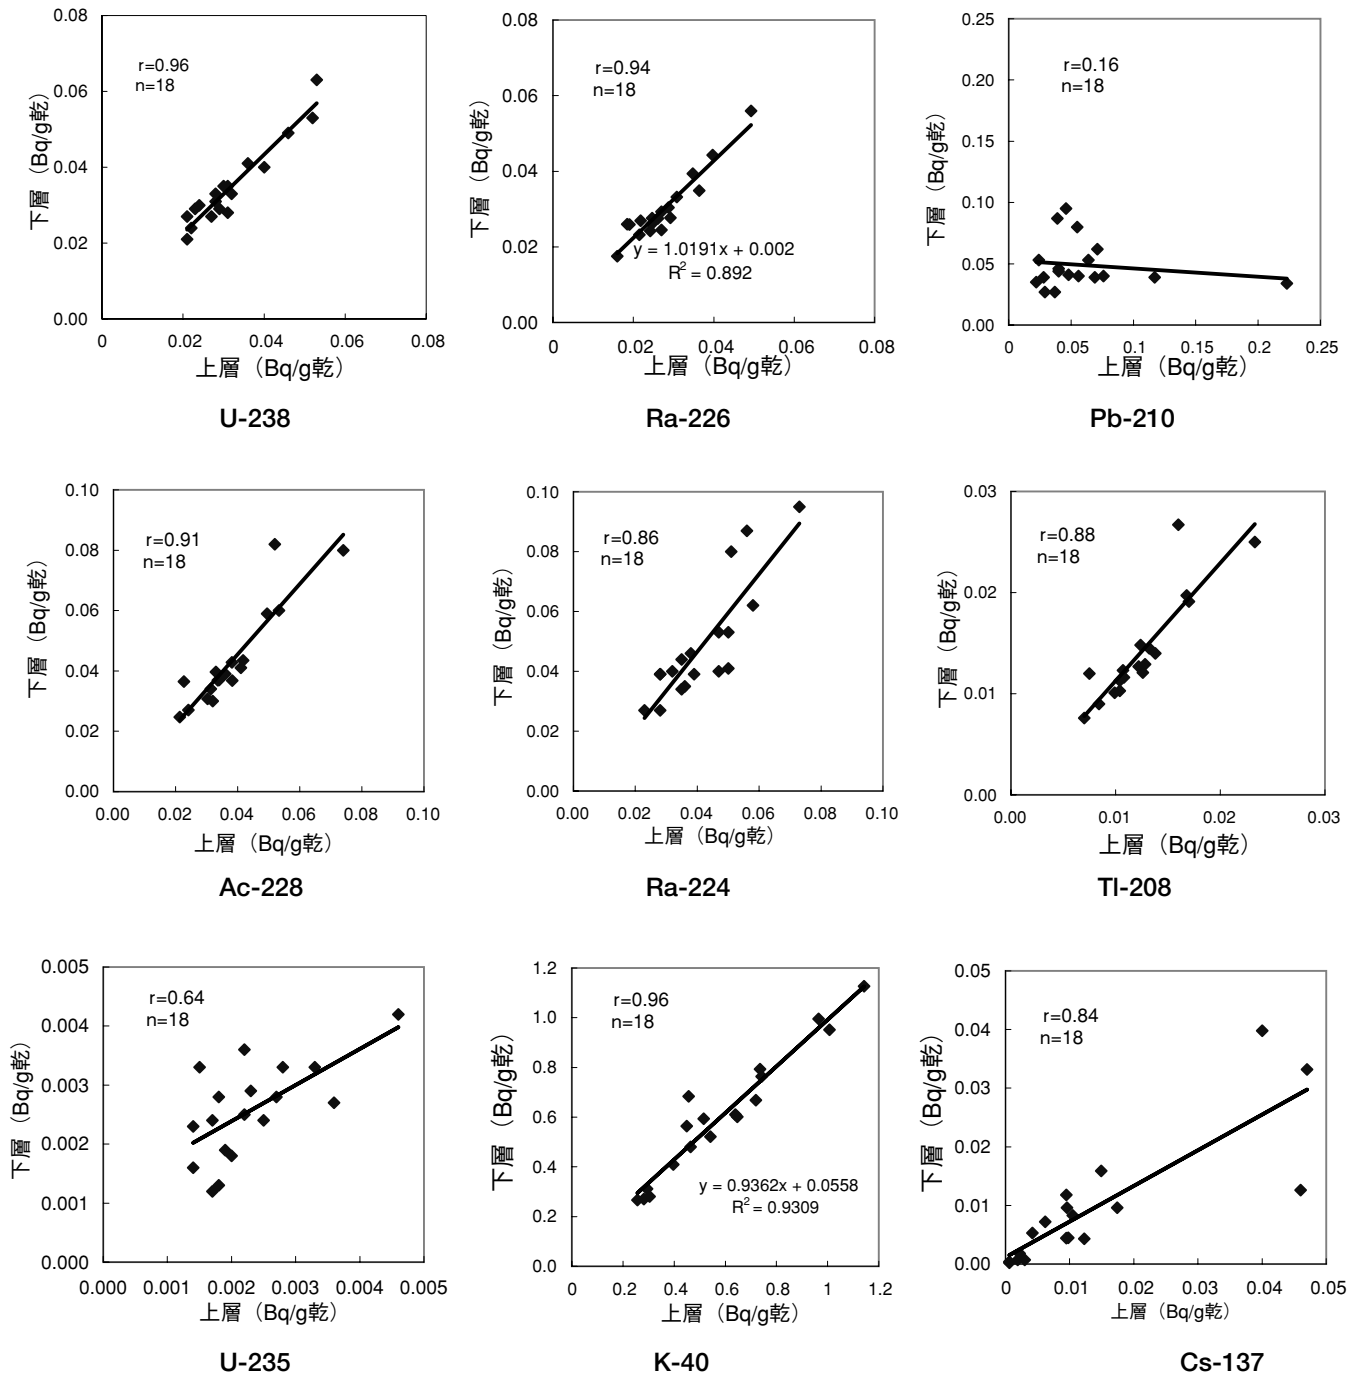 0.08
0.06
0.04
0.02
0.00
r=0.96
n=18
下層（Bq/g乾）
0
0.02
0.04
0.06
0.08
上層（Bq/g乾）
U-238
0.08
0.06
0.04
0.02
0.00
r=0.94
n=18
下層（Bq/g乾）
y = 1.0191x + 0.002
R² = 0.892
0
0.02
0.04
0.06
0.08
上層（Bq/g乾）
Ra-226
0.25
0.20
0.15
0.10
0.05
0.00
r=0.16
n=18
下層（Bq/g乾）
0
0.05
0.10
0.15
0.2
0.25
上層（Bq/g乾）
Pb-210
0.10
0.08
0.06
0.04
0.02
0.00
r=0.91
n=18
下層（Bq/g乾）
0.00
0.02
0.04
0.06
0.08
0.10
上層（Bq/g乾）
Ac-228
0.10
0.08
0.06
0.04
0.02
0.00
r=0.86
n=18
下層（Bq/g乾）
0.00
0.02
0.04
0.06
0.08
0.10
上層（Bq/g乾）
Ra-224
0.03
0.02
0.01
0.00
r=0.88
n=18
下層（Bq/g乾）
0.00
0.01
0.02
0.03
上層（Bq/g乾）
Tl-208
0.005
0.004
0.003
0.002
0.001
0.000
r=0.64
n=18
下層（Bq/g乾）
0.000
0.001
0.002
0.003
0.004
0.005
上層（Bq/g乾）
U-235
1.2
1.0
0.8
0.6
0.4
0.2
0.0
r=0.96
n=18
下層（Bq/g乾）
y = 0.9362x + 0.0558
R² = 0.9309
0
0.2
0.4
0.6
0.8
1
1.2
上層（Bq/g乾）
K-40
0.05
0.04
0.03
0.02
0.01
0.00
r=0.84
n=18
下層（Bq/g乾）
0
0.01
0.02
0.03
0.04
0.05
上層（Bq/g乾）
Cs-137